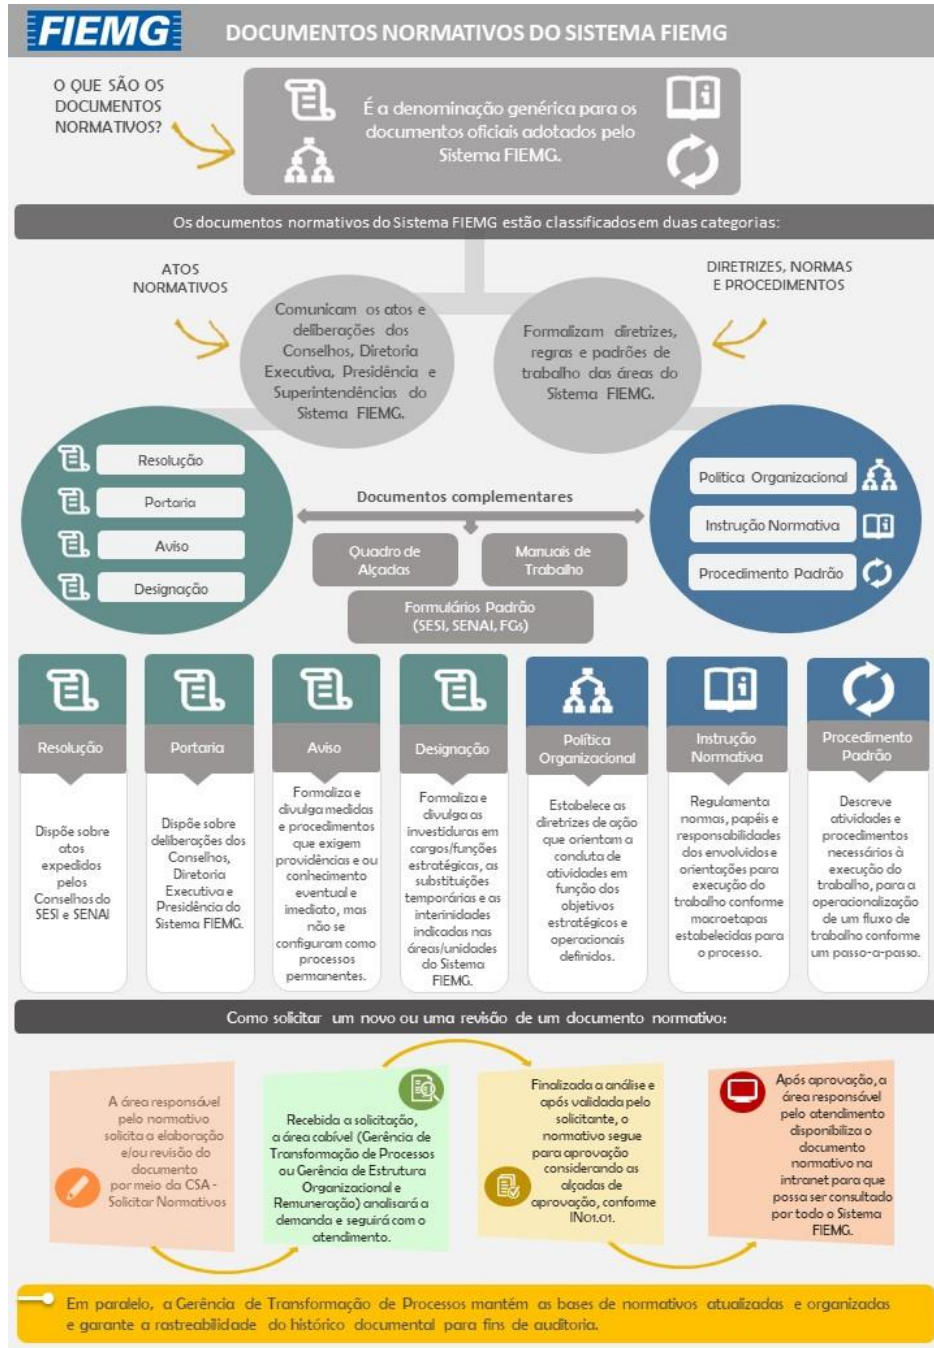 FIEMG
DOCUMENTOS NORMATIVOS DO SISTEMA FIEMG
O QUE SÃO OS
DOCUMENTOS
NORMATIVOS?
É a denominação genérica para os
documentos oficiais adotados pelo
Sistema FIEMG.
Os documentos normativos do Sistema FIEMG estão classificados em duas categorias:
ATOS
NORMATIVOS
Comunicam os atos e
deliberações dos
Conselhos, Diretoria
Executiva, Presidência e
Superintendências do
Sistema FIEMG.
DIRETRIZES, NORMAS
E PROCEDIMENTOS
Formalizam diretrizes,
regras e padrões de
trabalho das áreas do
Sistema FIEMG.
Resolução
Portaria
Aviso
Designação
Documentos complementares
Quadro de
Alçadas
Manuais de
Trabalho
Formulários Padrão
(SESI, SENAI, FGs)
Política Organizacional
Instrução Normativa
Procedimento Padrão
Resolução
Dispõe sobre
atos
expedidos
pelos
Conselhos do
SESI e SENAI
Portaria
Dispõe sobre
deliberações dos
Conselhos,
Diretoria
Executiva e
Presidência do
Sistema FIEMG.
Aviso
Formaliza e
divulga medidas
e procedimentos
que exigem
providências e ou
conhecimento
eventual e
imediato, mas
não se
configuram como
processos
permanentes.
Designação
Formaliza e
divulga as
investiduras em
cargos/funções
estratégicas, as
substituições
temporárias e as
interinidades
indicadas nas
áreas/unidades
do Sistema
FIEMG.
Política
Organizacional
Estabelece as
diretrizes de ação
que orientam a
conduta de
atividades em
função dos
objetivos
estratégicos e
operacionais
definidos.
Instrução
Normativa
Regulamenta
normas, papéis e
responsabilidades
dos envolvidos e
orientações para
execução do
trabalho conforme
macroetapas
estabelecidas para
o processo.
Procedimento
Padrão
Descreve
atividades e
procedimentos
necessários à
execução do
trabalho, para a
operacionalização
de um fluxo de
trabalho conforme
um passo-a-passo.
Como solicitar um novo ou uma revisão de um documento normativo:
A área responsável
pelo normativo
solicita a elaboração
e/ou revisão do
documento
por meio da CSA -
Solicitar Normativos
Recebida a solicitação,
a área cabível (Gerência de
Transformação de Processos
ou Gerência de Estrutura
Organizacional e
Remuneração) analisará a
demanda e seguirá com o
atendimento.
Finalizada a análise e
após validada pelo
solicitante, o
normativo segue
para aprovação
considerando as
alçadas de
aprovação, conforme
IN01.01.
Após aprovação, a
área responsável
pelo atendimento
disponibiliza o
documento
normativo na
intranet para que
possa ser consultado
por todo o Sistema
FIEMG.
Em paralelo, a Gerência de Transformação de Processos mantém as bases de normativos atualizadas e organizadas
e garante a rastreabilidade do histórico documental para fins de auditoria.